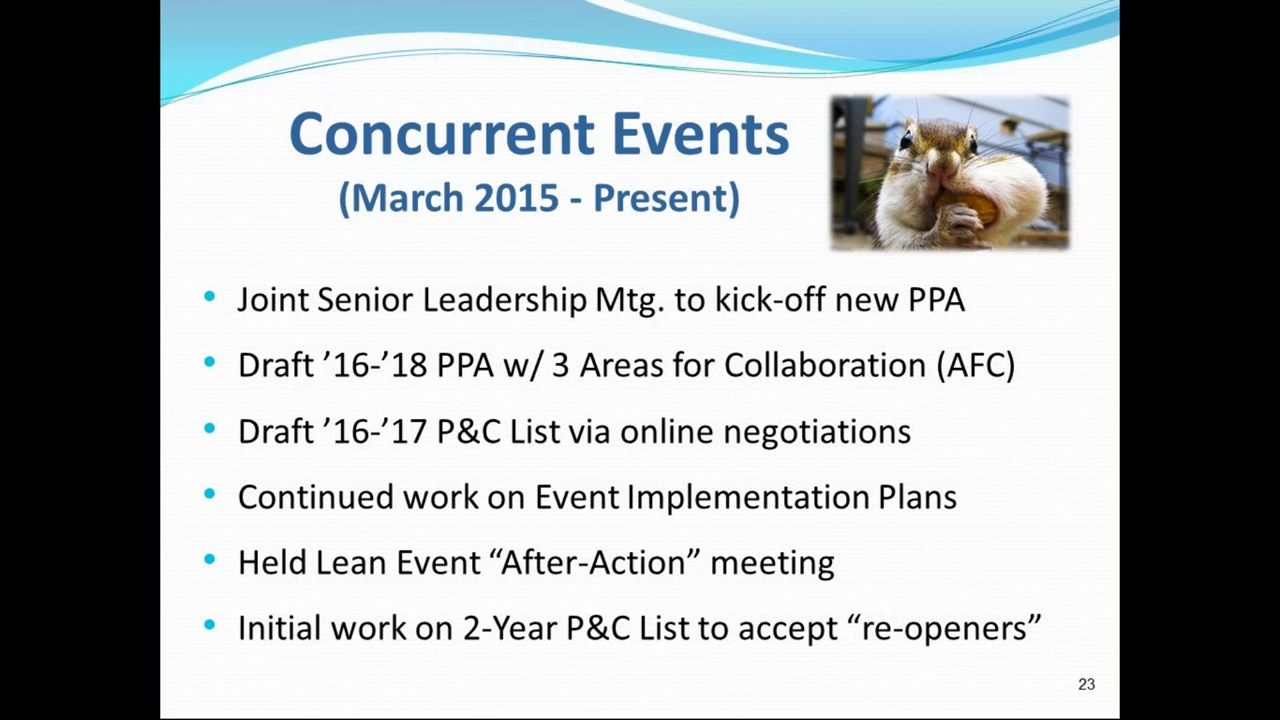 Concurrent Events
(March 2015 - Present)
• Joint Senior Leadership Mtg. to kick-off new PPA
• Draft ’16-’18 PPA w/ 3 Areas for Collaboration (AFC)
• Draft ’16-’17 P&C List via online negotiations
• Continued work on Event Implementation Plans
• Held Lean Event “After-Action” meeting
• Initial work on 2-Year P&C List to accept “re-openers”
23